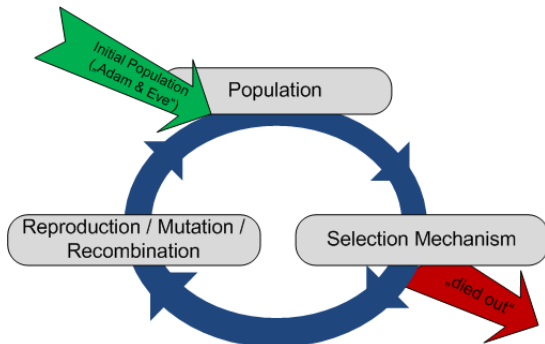 Initial Population
(„Adam & Eve“)
Population
Reproduction / Mutation /
Recombination
Selection Mechanism
„died out“